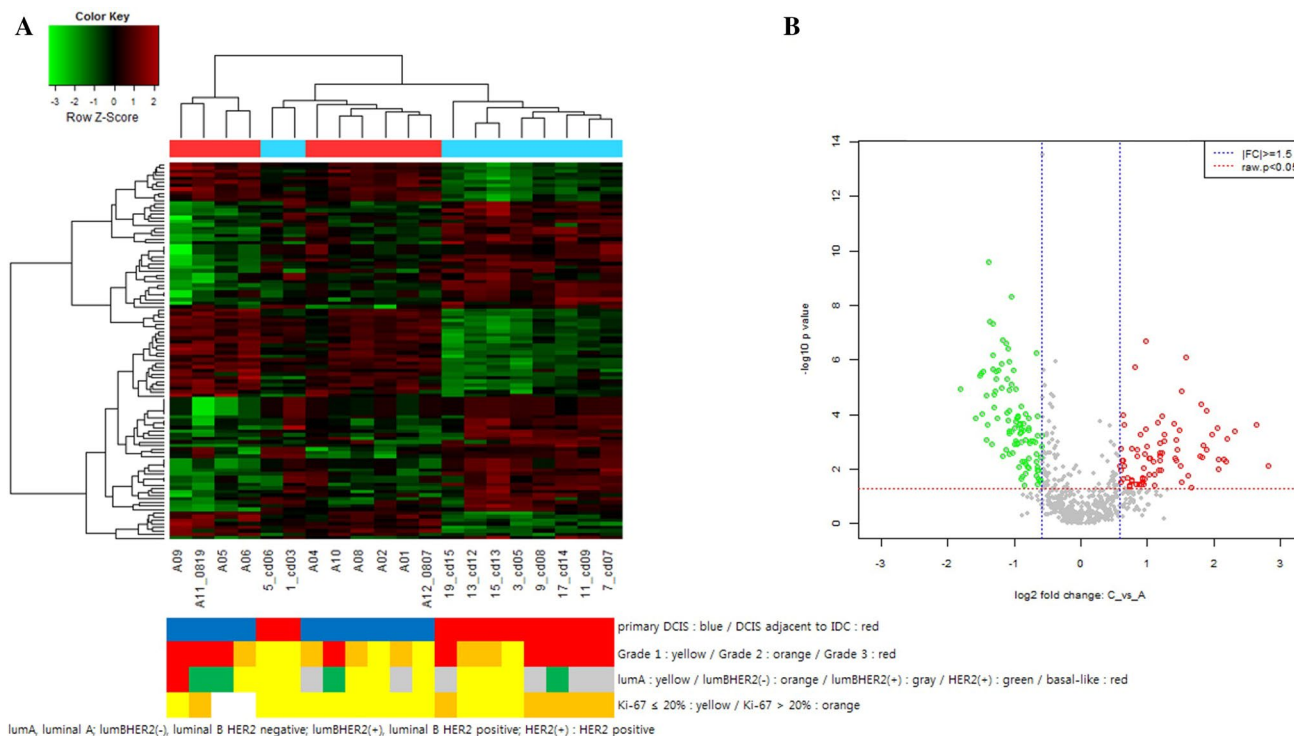 A
Color Key
-3 -2 -1 0 1 2
Row Z-Score
A09
A11_0819
A05
A06
5_cd06
1_cd03
A04
A10
A08
A02
A01
A12_0807
19_cd15
13_cd12
15_cd13
3_cd05
9_cd08
17_cd14
11_cd09
7_cd07
primary DCIS : blue / DCIS adjacent to IDC : red
Grade 1 : yellow / Grade 2 : orange / Grade 3 : red
lumA : yellow / lumBHER2(-) : orange / lumBHER2(+) : gray / HER2(+) : green / basal-like : red
Ki-67 ≤ 20% : yellow / Ki-67 > 20% : orange
lumA, luminal A; lumBHER2(-), luminal B HER2 negative; lumBHER2(+), luminal B HER2 positive; HER2(+) : HER2 positive
B
|FC|>=1.5
raw.p<0.05
14
12
10
8
6
4
2
0
-log10 p value
-3 -2 -1 0 1 2 3
log2 fold change: C_vs_A